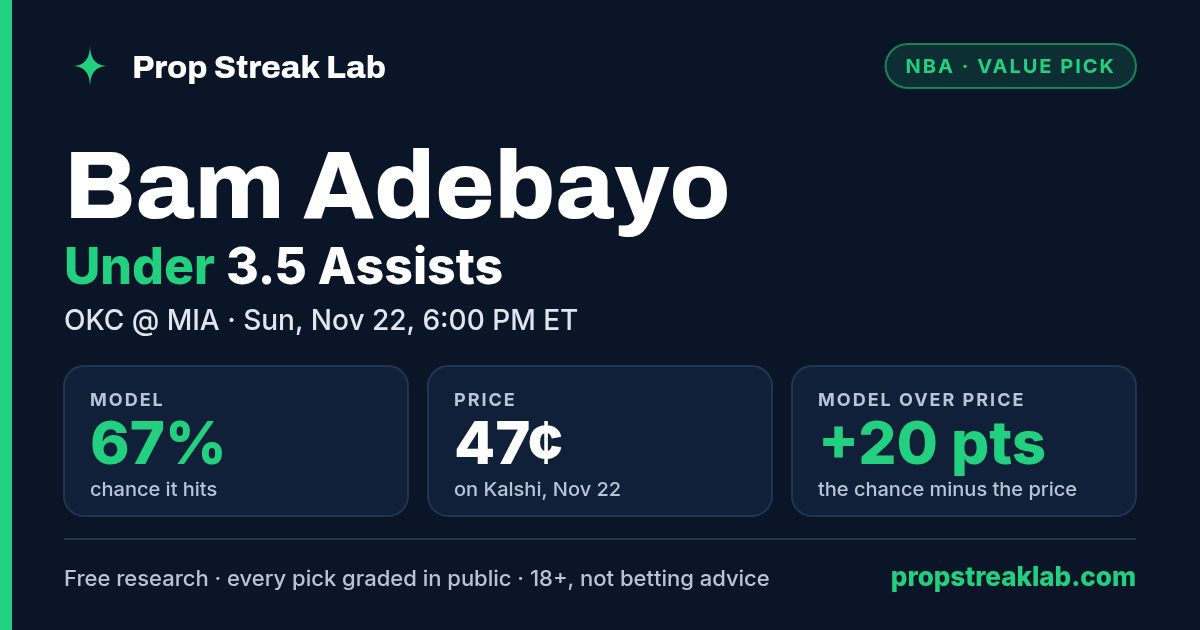 Prop Streak Lab
NBA · VALUE PICK
Bam Adebayo
Under 3.5 Assists
OKC @ MIA · Sun, Nov 22, 6:00 PM ET
MODEL
67%
chance it hits
PRICE
47¢
on Kalshi, Nov 22
MODEL OVER PRICE
+20 pts
the chance minus the price
Free research · every pick graded in public · 18+, not betting advice
propstreaklab.com